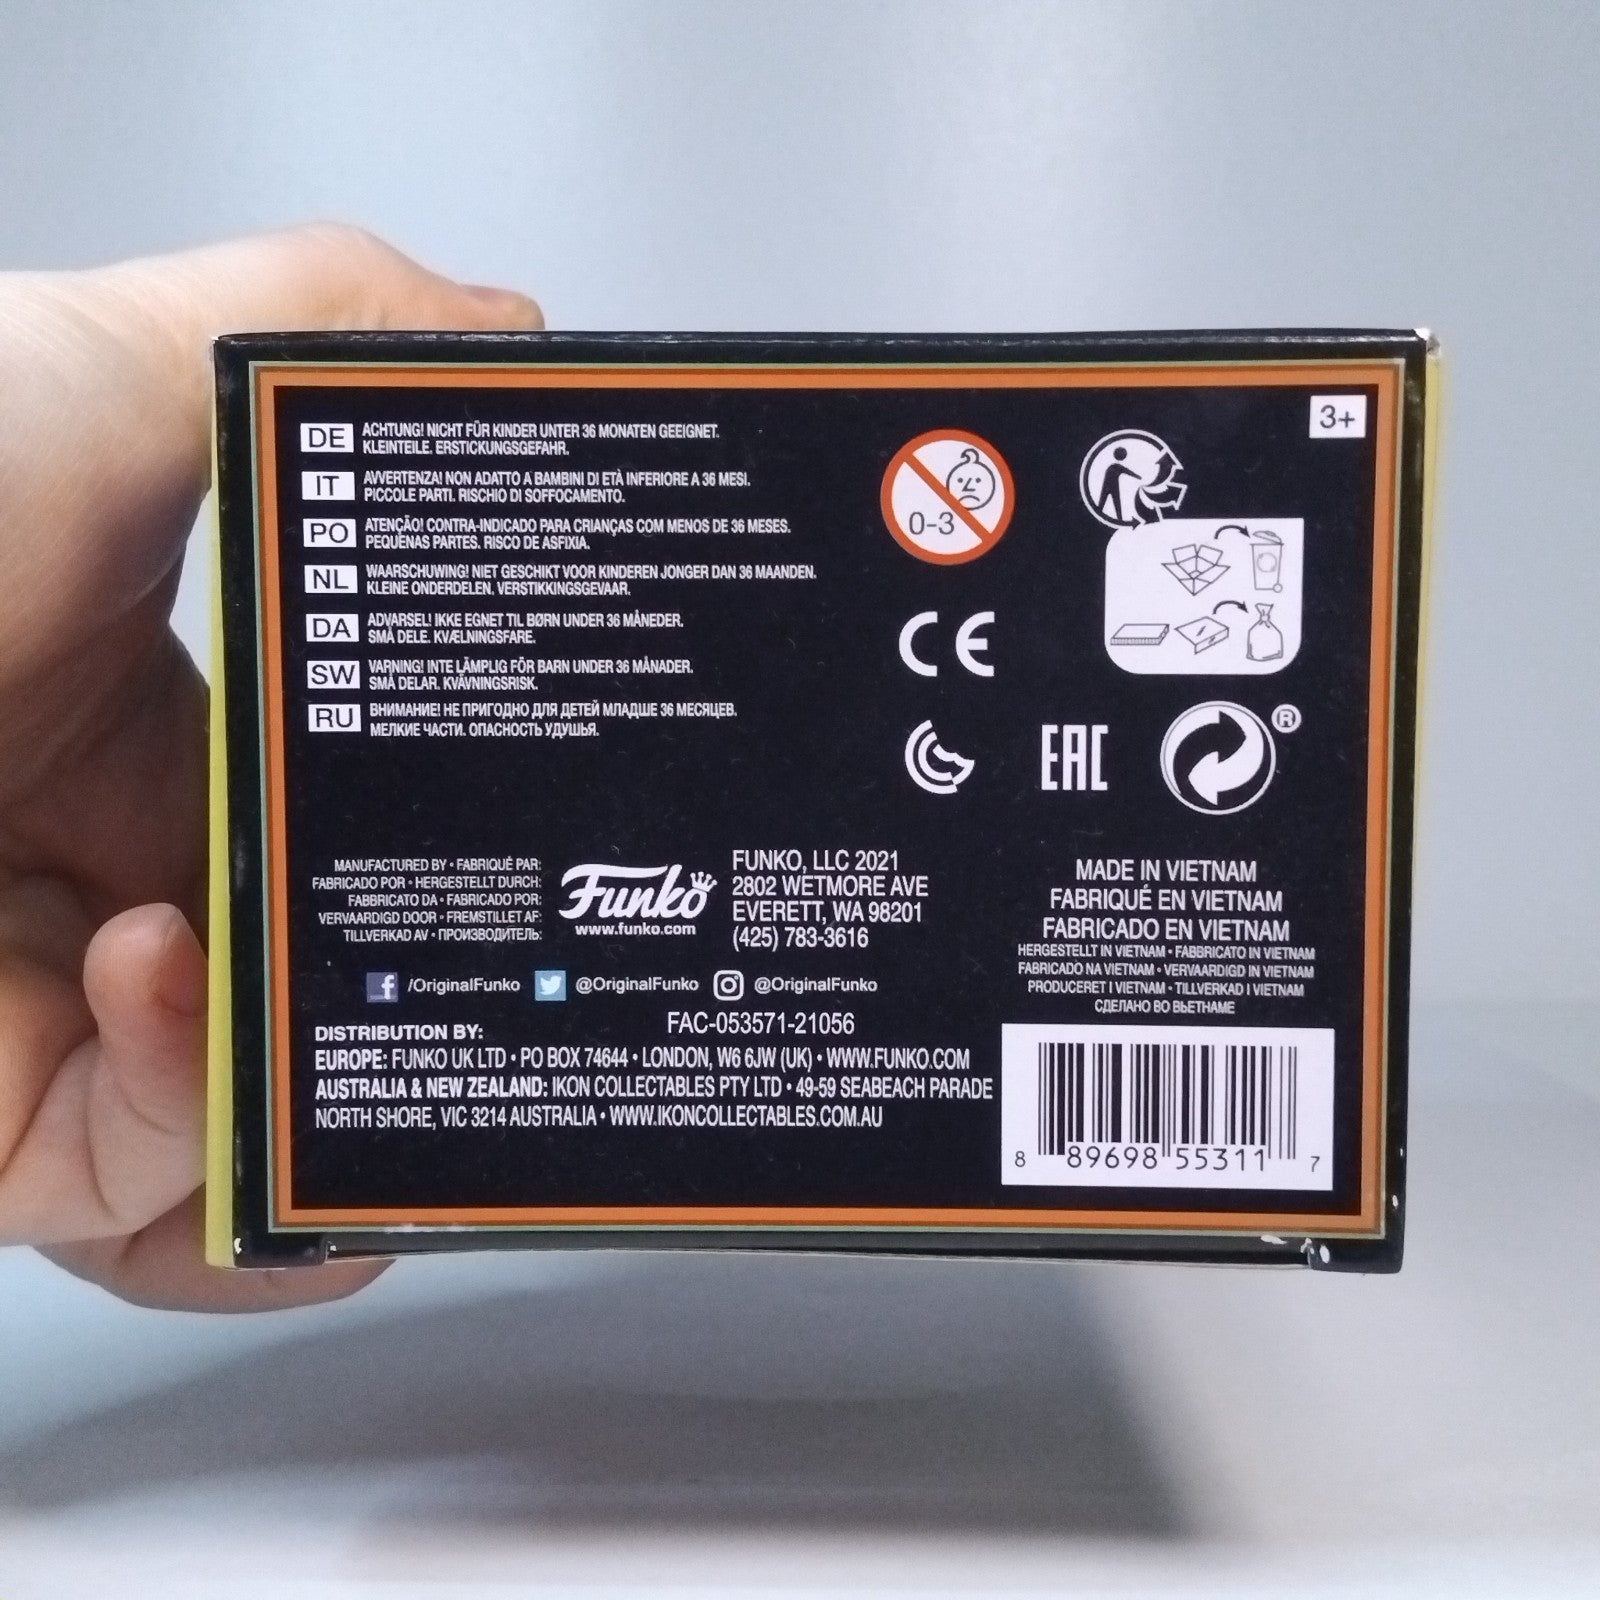 3+
DE ACHTUNG! NICHT FÜR KINDER UNTER 36 MONATEN GEEIGNET.
KLEINTEILE. ERSTICKUNGSGEFAHR.
IT AVVERTENZA! NON ADATTO A BAMBINI DI ETÀ INFERIORE A 36 MESI.
PICCOLE PARTI. RISCHIO DI SOFFOCAMENTO.
PO ATENÇÃO! CONTRA-INDICADO PARA CRIANÇAS COM MENOS DE 36 MESES.
PEQUENAS PARTES. RISCO DE ASFIXIA.
NL WAARSCHUWING! NIET GESCHIKT VOOR KINDEREN JONGER DAN 36 MAANDEN.
KLEINE ONDERDELEN. VERSTIKKINGSGEVAAR.
DA ADVARSEL! IKKE EGNET TIL BØRN UNDER 36 MÅNEDER.
SMÅ DELE. KVÆLNINGSFARE.
SW VARNING! INTE LÄMPLIG FÖR BARN UNDER 36 MÅNADER.
SMÅ DELAR. KVÄVNINGSRISK.
RU ВНИМАНИЕ! НЕ ПРИГОДНО ДЛЯ ДЕТЕЙ МЛАДШЕ 36 МЕСЯЦЕВ.
МЕЛКИЕ ЧАСТИ. ОПАСНОСТЬ УДУШЬЯ.
0-3
CE
EAC
®
MANUFACTURED BY • FABRIQUÉ PAR:
FABRICADO POR • HERGESTELLT DURCH:
FABBRICATO DA • FABRICADO POR:
VERVAARDIGD DOOR • FREMSTILLET AF:
TILLVERKAD AV • ПРОИЗВОДИТЕЛЬ:
Funko
www.funko.com
FUNKO, LLC 2021
2802 WETMORE AVE
EVERETT, WA 98201
(425) 783-3616
/OriginalFunko @OriginalFunko @OriginalFunko
FAC-053571-21056
DISTRIBUTION BY:
EUROPE: FUNKO UK LTD • PO BOX 74644 • LONDON, W6 6JW (UK) • WWW.FUNKO.COM
AUSTRALIA & NEW ZEALAND: IKON COLLECTABLES PTY LTD • 49-59 SEABEACH PARADE
NORTH SHORE, VIC 3214 AUSTRALIA • WWW.IKONCOLLECTABLES.COM.AU
MADE IN VIETNAM
FABRIQUÉ EN VIETNAM
FABRICADO EN VIETNAM
HERGESTELLT IN VIETNAM • FABBRICATO IN VIETNAM
FABRICADO NA VIETNAM • VERVAARDIGD IN VIETNAM
PRODUCERET I VIETNAM • TILLVERKAD I VIETNAM
СДЕЛАНО ВО ВЬЕТНАМЕ
8 89698 55311 7